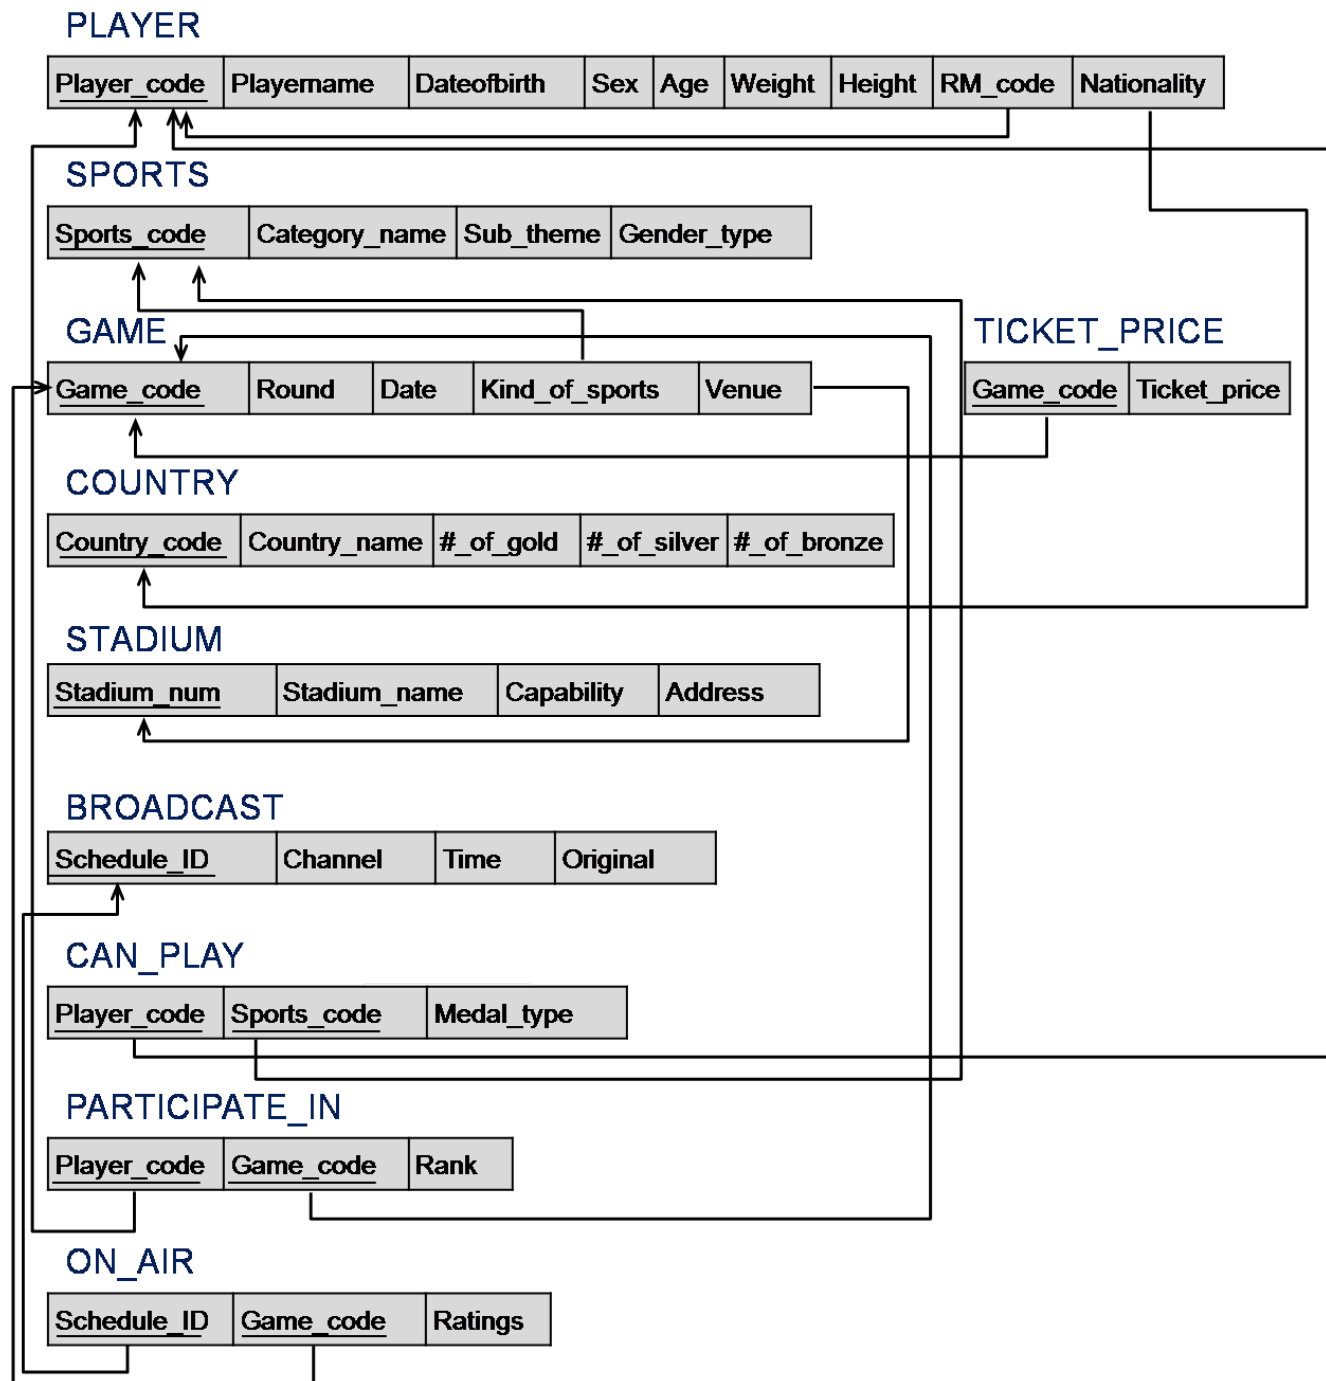 PLAYER
Player_code Playername Dateofbirth Sex Age Weight Height RM_code Nationality
SPORTS
Sports_code Category_name Sub_theme Gender_type
GAME TICKET_PRICE
Game_code Round Date Kind_of_sports Venue Game_code Ticket_price
COUNTRY
Country_code Country_name #_of_gold #_of_silver #_of_bronze
STADIUM
Stadium_num Stadium_name Capability Address
BROADCAST
Schedule_ID Channel Time Original
CAN_PLAY
Player_code Sports_code Medal_type
PARTICIPATE_IN
Player_code Game_code Rank
ON_AIR
Schedule_ID Game_code Ratings